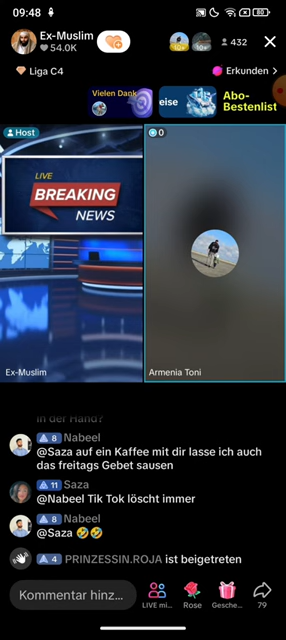 09:48
80
Ex-Muslim
54.0K
10+
10+
432
Liga C4
Erkunden
Vielen Dank
eise
Abo-
Bestenlist
Host
0
LIVE
BREAKING
NEWS
Ex-Muslim
Armenia Toni
in der Hand?
8 Nabeel
@Saza auf ein Kaffee mit dir lasse ich auch
das freitags Gebet sausen
11 Saza
@Nabeel Tik Tok löscht immer
8 Nabeel
@Saza 🤣🤣
4 PRINZESSIN.ROJA ist beigetreten
Kommentar hinz...
LIVE mi...
Rose
Gesche...
79